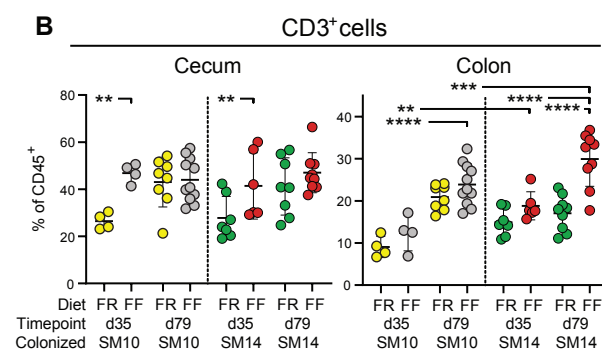 B
CD3+cells
Cecum
Colon
% of CD45+
80
60
40
20
0
**
**
40
30
20
10
0
***
**
****
****
****
Diet FR FF FR FF FR FF FR FF FR FF FR FF FR FF FR FF
Timepoint d35 d79 d35 d79 d35 d79 d35 d79
Colonized SM10 SM10 SM14 SM14 SM10 SM10 SM14 SM14